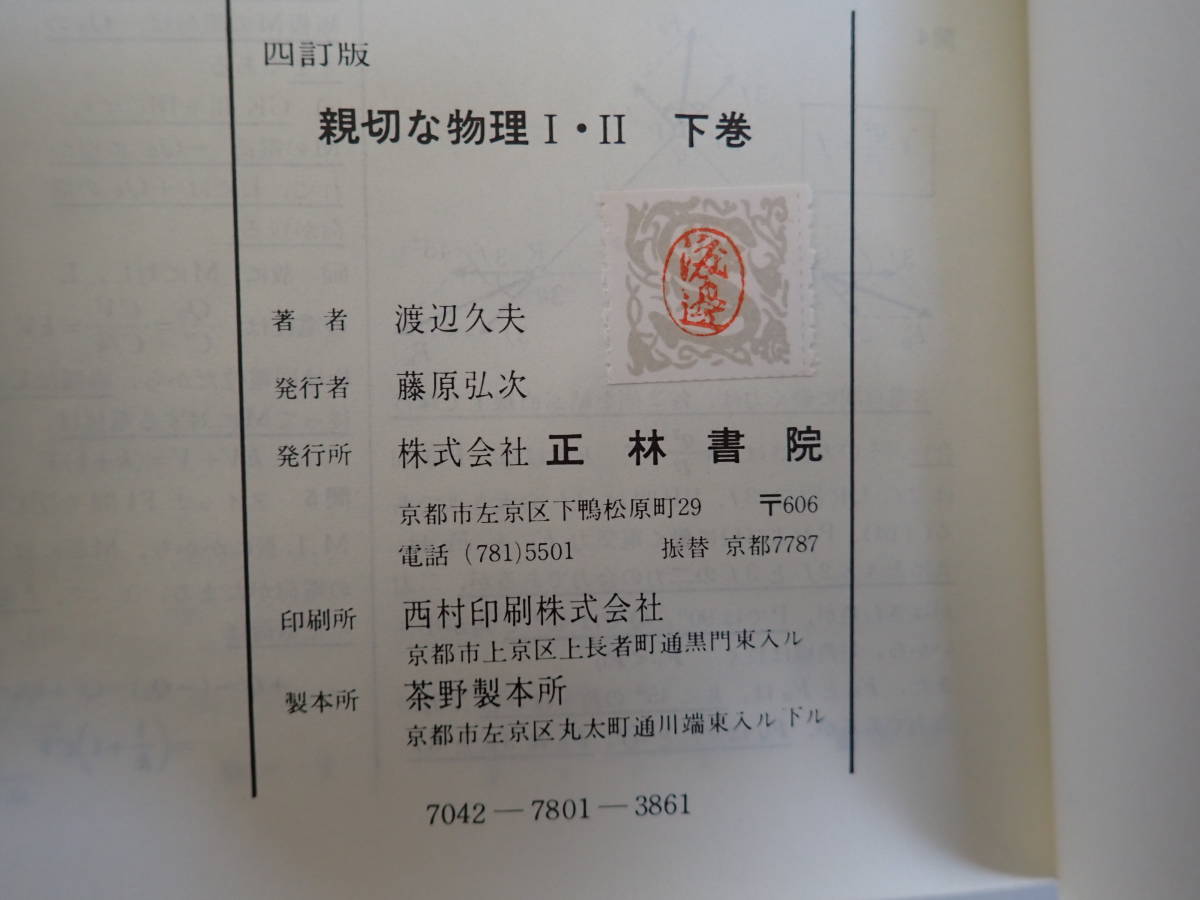 四訂版
親切な物理 I・II 下巻
渡邉
著者 渡辺久夫
発行者 藤原弘次
発行所 株式会社 正林書院
京都市左京区下鴨松原町29 〒606
電話 (781)5501 振替 京都7787
印刷所 西村印刷株式会社
京都市上京区上長者町通黒門東入ル
製本所 茶野製本所
京都市左京区丸太町通川端東入ル下ル
7042—7801—3861